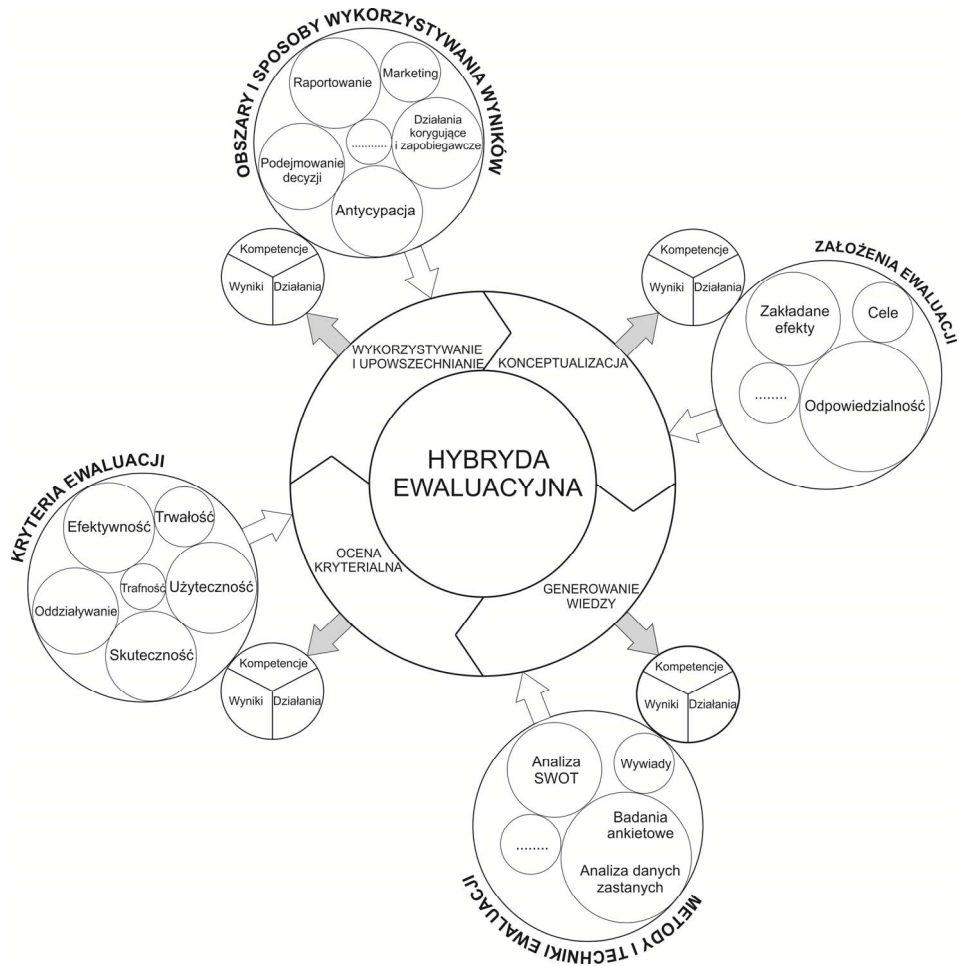 OBSZARY I SPOSOBY WYKORZYSTYWANIA WYNIKÓW
Raportowanie
Marketing
Działania
korygujące
i zapobiegawcze
...........
Podejmowanie
decyzji
Antycypacja
Kompetencje
Wyniki
Działania
Kompetencje
Wyniki
Działania
ZAŁOŻENIA EWALUACJI
Zakładane
efekty
Cele
........
Odpowiedzialność
WYKORZYSTYWANIE
I UPOWSZECHNIANIE
KONCEPTUALIZACJA
HYBRYDA
EWALUACYJNA
OCENA
KRYTERIALNA
GENEROWANIE
WIEDZY
KRYTERIA EWALUACJI
Efektywność
Trwałość
Trafność
Użyteczność
Oddziaływanie
Skuteczność
Kompetencje
Wyniki
Działania
Kompetencje
Wyniki
Działania
Analiza
SWOT
Wywiady
........
Badania
ankietowe
Analiza danych
zastanych
METODY I TECHNIKI EWALUACJI